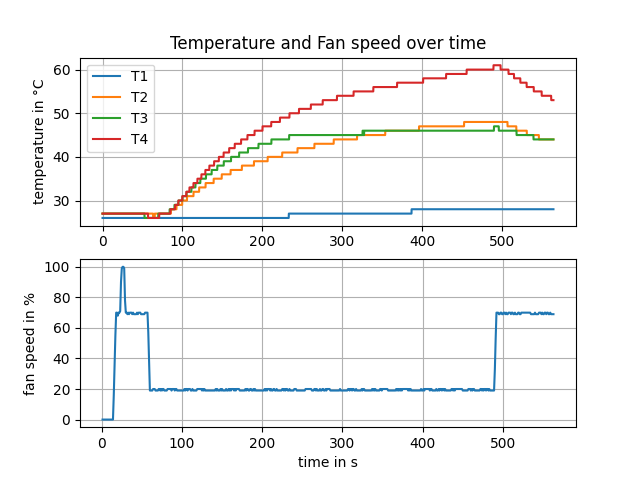 Temperature and Fan speed over time
temperature in °C
60
50
40
30
T1
T2
T3
T4
0 100 200 300 400 500
fan speed in %
100
80
60
40
20
0
0 100 200 300 400 500
time in s